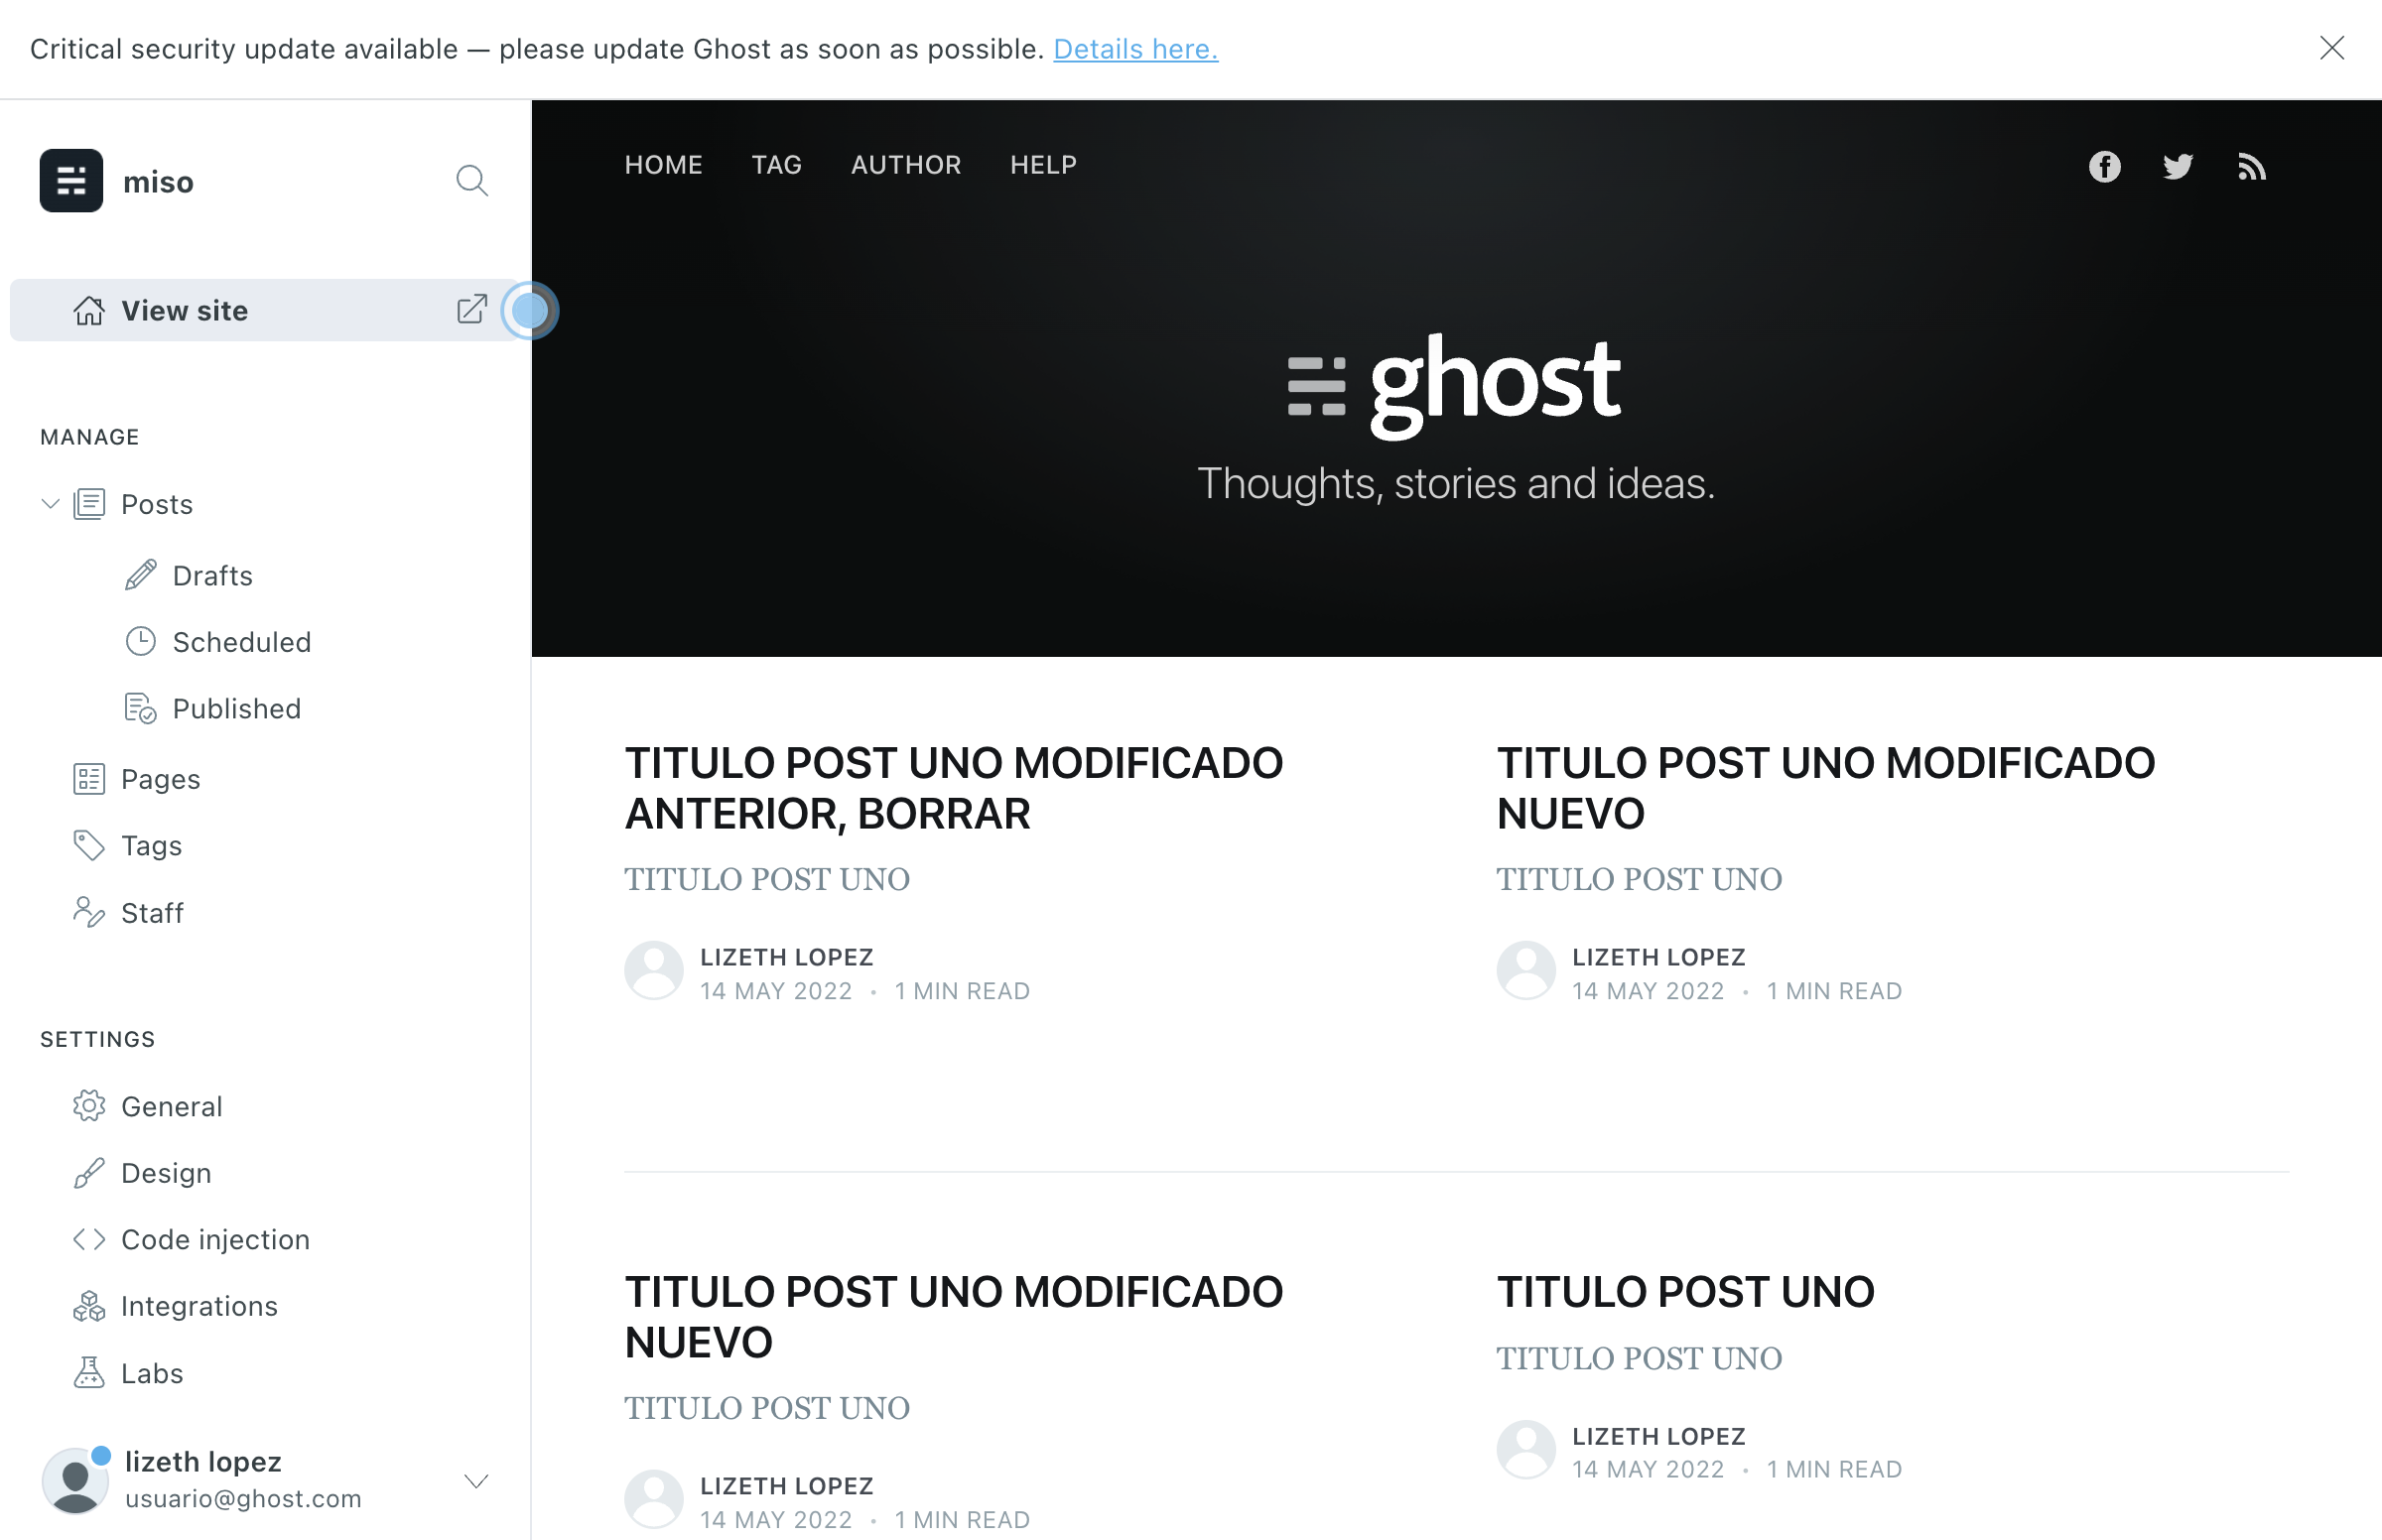 Critical security update available — please update Ghost as soon as possible. Details here.
miso
View site
MANAGE
Posts
Drafts
Scheduled
Published
Pages
Tags
Staff
SETTINGS
General
Design
Code injection
Integrations
Labs
lizeth lopez
usuario@ghost.com
HOME TAG AUTHOR HELP
ghost
Thoughts, stories and ideas.
TITULO POST UNO MODIFICADO
ANTERIOR, BORRAR
TITULO POST UNO
LIZETH LOPEZ
14 MAY 2022 • 1 MIN READ
TITULO POST UNO MODIFICADO
NUEVO
TITULO POST UNO
LIZETH LOPEZ
14 MAY 2022 • 1 MIN READ
TITULO POST UNO MODIFICADO
NUEVO
TITULO POST UNO
LIZETH LOPEZ
14 MAY 2022 • 1 MIN READ
TITULO POST UNO
TITULO POST UNO
LIZETH LOPEZ
14 MAY 2022 • 1 MIN READ